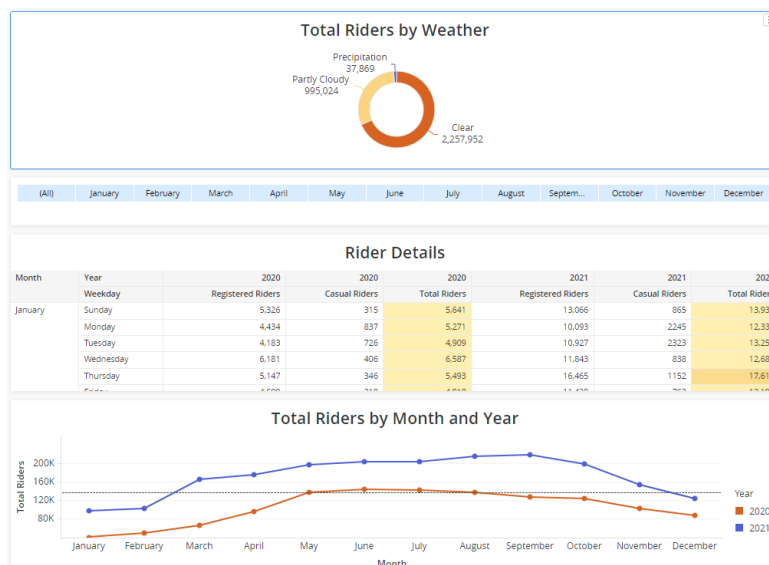 Total Riders by Weather
Precipitation
37,869
Partly Cloudy
995,024
Clear
2,257,952
(All) January February March April May June July August Septem... October November December
Rider Details
Month Year 2020 2020 2020 2021 2021
Weekday Registered Riders Casual Riders Total Riders Registered Riders Casual Riders Total
January Sunday 5,326 315 5,641 13,066 865
Monday 4,434 837 5,271 10,093 2245
Tuesday 4,183 726 4,909 10,927 2323
Wednesday 6,181 406 6,587 11,843 838
Thursday 5,147 346 5,493 16,465 1152
Total Riders by Month and Year
200K
160K
120K
80K
Total Riders
January February March April May June July August September October November December
Month
Year
2020
2021